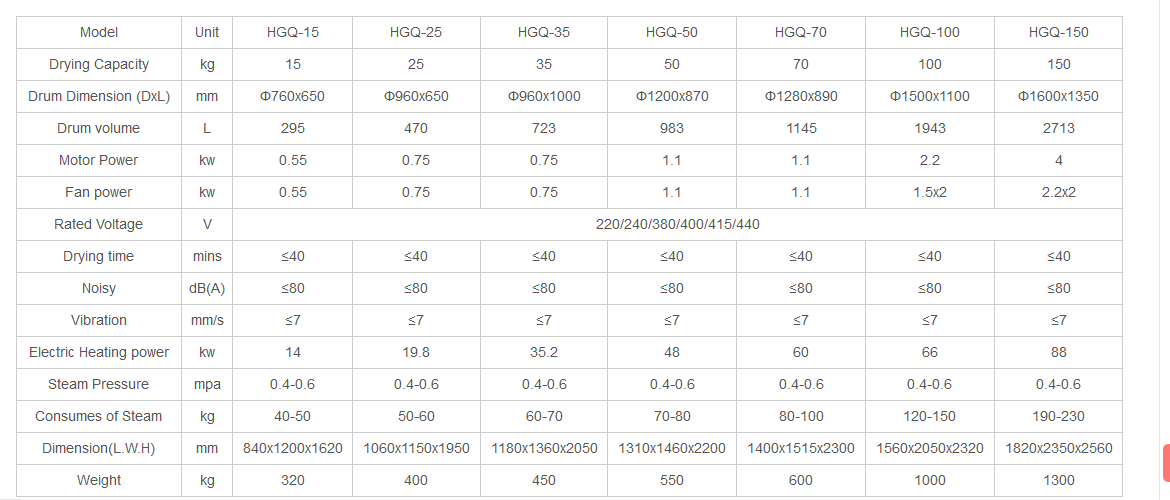 Model Unit HGQ-15 HGQ-25 HGQ-35 HGQ-50 HGQ-70 HGQ-100 HGQ-150
Drying Capacity kg 15 25 35 50 70 100 150
Drum Dimension (DxL) mm Φ760x650 Φ960x650 Φ960x1000 Φ1200x870 Φ1280x890 Φ1500x1100 Φ1600x1350
Drum volume L 295 470 723 983 1145 1943 2713
Motor Power kw 0.55 0.75 0.75 1.1 1.1 2.2 4
Fan power kw 0.55 0.75 0.75 1.1 1.1 1.5x2 2.2x2
Rated Voltage V 220/240/380/400/415/440
Drying time mins ≤40 ≤40 ≤40 ≤40 ≤40 ≤40 ≤40
Noisy dB(A) ≤80 ≤80 ≤80 ≤80 ≤80 ≤80 ≤80
Vibration mm/s ≤7 ≤7 ≤7 ≤7 ≤7 ≤7 ≤7
Electric Heating power kw 14 19.8 35.2 48 60 66 88
Steam Pressure mpa 0.4-0.6 0.4-0.6 0.4-0.6 0.4-0.6 0.4-0.6 0.4-0.6 0.4-0.6
Consumes of Steam kg 40-50 50-60 60-70 70-80 80-100 120-150 190-230
Dimension(L.W.H) mm 840x1200x1620 1060x1150x1950 1180x1360x2050 1310x1460x2200 1400x1515x2300 1560x2050x2320 1820x2350x2560
Weight kg 320 400 450 550 600 1000 1300